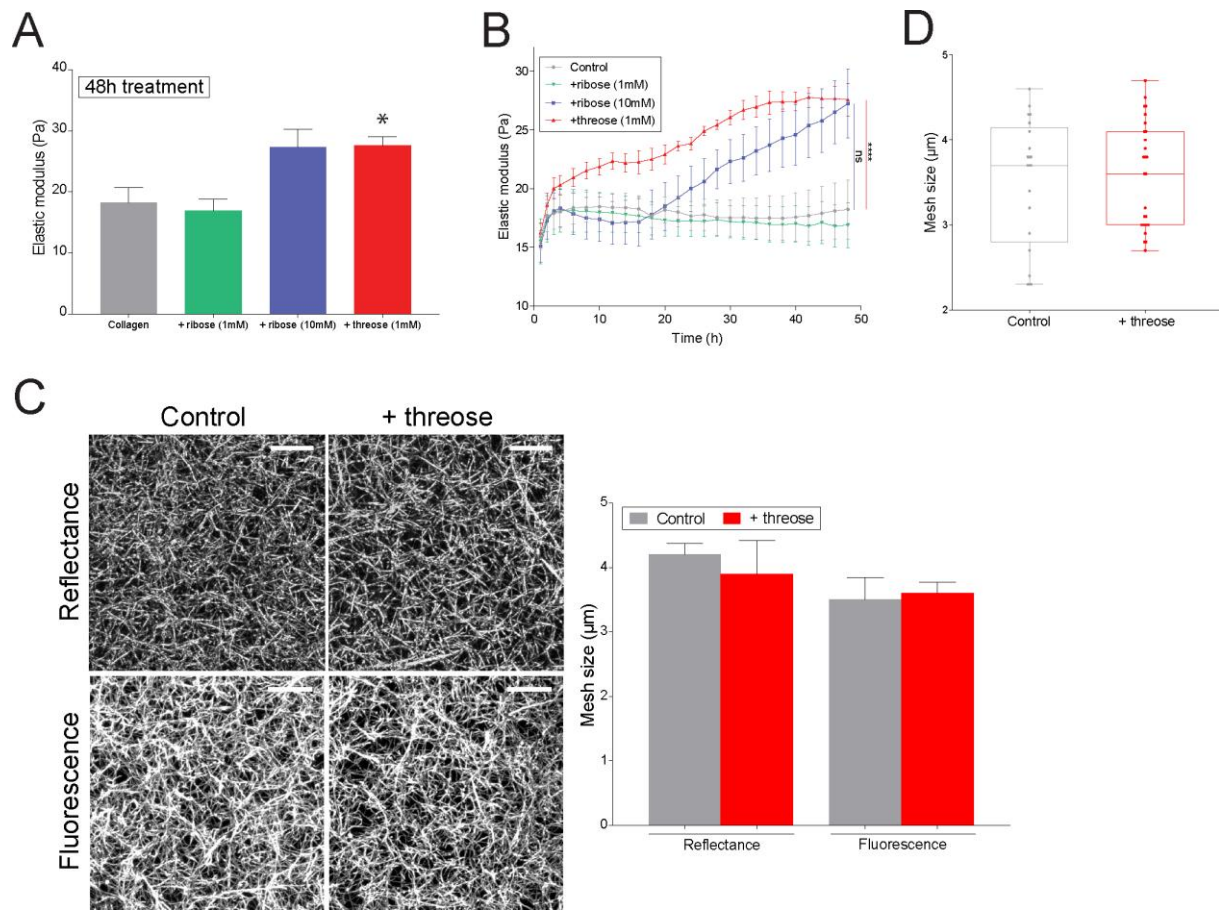 A
48h treatment
Elastic modulus (Pa)
40
30
20
10
0
*
Collagen
+ ribose (1mM)
+ ribose (10mM)
+ threose (1mM)
B
Control
+ribose (1mM)
+ribose (10mM)
+threose (1mM)
Elastic modulus
30
25
20
15
10
0
10
20
30
40
50
Time (h)
ns
****
D
Mesh size (µm)
5
4
3
2
Control
+ threose
C
Control
+ threose
Reflectance
Fluorescence
Control
+ threose
Mesh size (µm)
5
4
3
2
1
0
Reflectance
Fluorescence